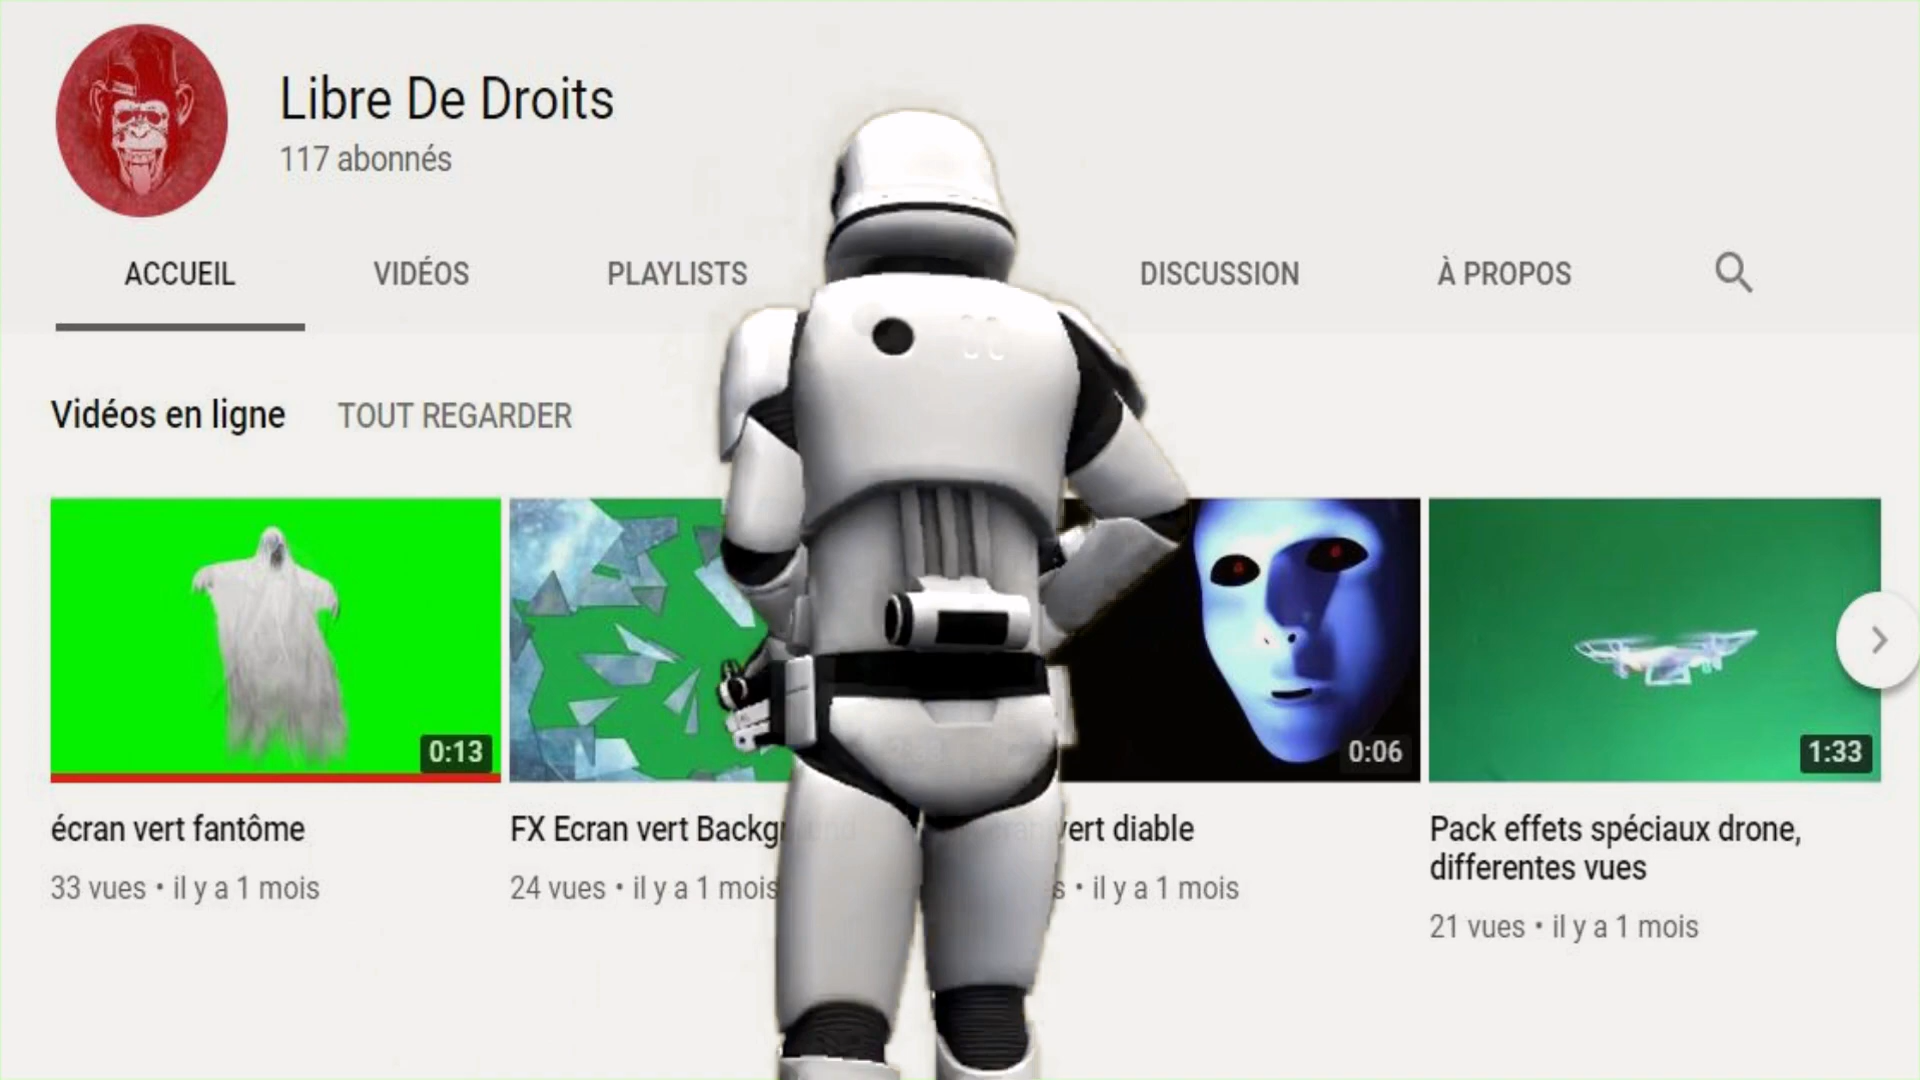 Libre De Droits
117 abonnés
ACCUEIL VIDÉOS PLAYLISTS DISCUSSION À PROPOS
Vidéos en ligne TOUT REGARDER
0:13
0:06
1:33
écran vert fantôme
FX Ecran vert
vert diable
Pack effets spéciaux drone,
differentes vues
33 vues • il y a 1 mois
24 vues • il y a 1 mois
• il y a 1 mois
21 vues • il y a 1 mois